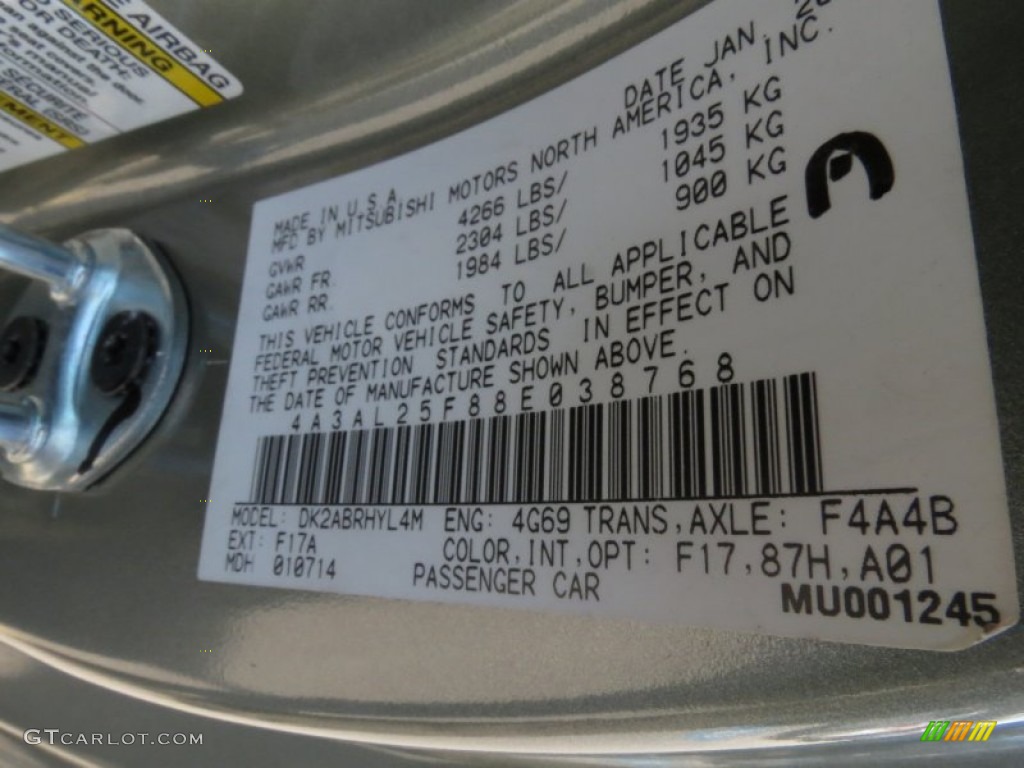 E AIRBAG
WARNING
SERIOUS
OR DEATH:
DATE JAN. 20
MADE IN U.S.A.
MFD BY MITSUBISHI MOTORS NORTH AMERICA, INC.
GVWR 4266 LBS/ 1935 KG
GAWR FR. 2304 LBS/ 1045 KG
GAWR RR. 1984 LBS/ 900 KG
THIS VEHICLE CONFORMS TO ALL APPLICABLE
FEDERAL MOTOR VEHICLE SAFETY, BUMPER, AND
THEFT PREVENTION STANDARDS IN EFFECT ON
THE DATE OF MANUFACTURE SHOWN ABOVE.
4A3AL25F88E038768
MODEL: DK2ABRHYL4M ENG: 4G69 TRANS,AXLE: F4A4B
EXT: F17A COLOR,INT,OPT: F17,87H,A01
MDH 010714 PASSENGER CAR
MU001245
GTCARLOT.COM